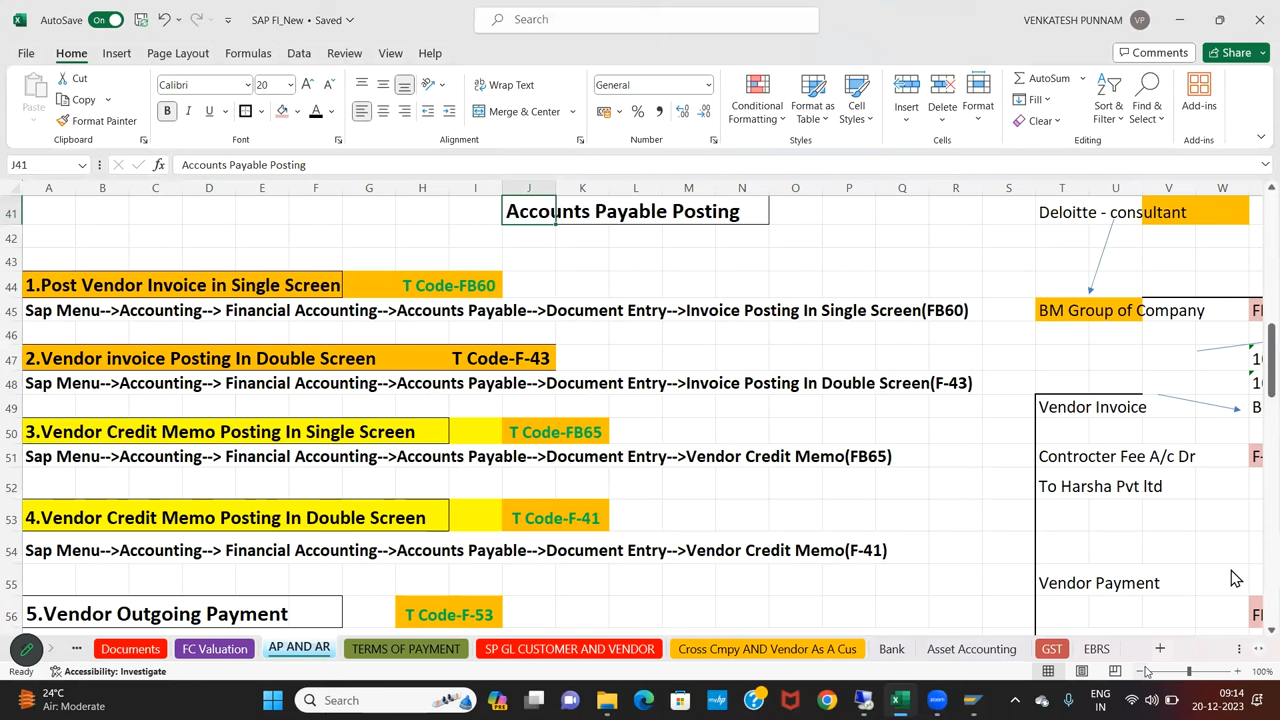 AutoSave On SAP FI_New • Saved Search VENKATESH PUNNAM VP
File Home Insert Page Layout Formulas Data Review View Help Comments Share
Paste Cut Copy Format Painter Clipboard
Calibri 20 B I U A Font
Wrap Text Merge & Center Alignment
General % Number
Conditional Formatting Format as Table Cell Styles Styles
Insert Delete Format Cells
AutoSum Fill Clear Sort & Filter Find & Select Editing
Add-ins Add-ins
J41 fx Accounts Payable Posting
A B C D E F G H I J K L M N O P Q R S T U V W
41 Accounts Payable Posting Deloitte - consultant
42
43
44 1.Post Vendor Invoice in Single Screen T Code-FB60
45 Sap Menu-->Accounting--> Financial Accounting-->Accounts Payable-->Document Entry-->Invoice Posting In Single Screen(FB60) BM Group of Company
46
47 2.Vendor invoice Posting In Double Screen T Code-F-43
48 Sap Menu-->Accounting--> Financial Accounting-->Accounts Payable-->Document Entry-->Invoice Posting In Double Screen(F-43)
49 Vendor Invoice B
50 3.Vendor Credit Memo Posting In Single Screen T Code-FB65
51 Sap Menu-->Accounting--> Financial Accounting-->Accounts Payable-->Document Entry-->Vendor Credit Memo(FB65) Controcter Fee A/c Dr F-
52 To Harsha Pvt ltd
53 4.Vendor Credit Memo Posting In Double Screen T Code-F-41
54 Sap Menu-->Accounting--> Financial Accounting-->Accounts Payable-->Document Entry-->Vendor Credit Memo(F-41)
55 Vendor Payment
56 5.Vendor Outgoing Payment T Code-F-53
Documents FC Valuation AP AND AR TERMS OF PAYMENT SP GL CUSTOMER AND VENDOR Cross Cmpy AND Vendor As A Cus Bank Asset Accounting GST EBRS
Ready Accessibility: Investigate 100%
24°C
Air: Moderate
Search
ENG
IN
09:14
20-12-2023